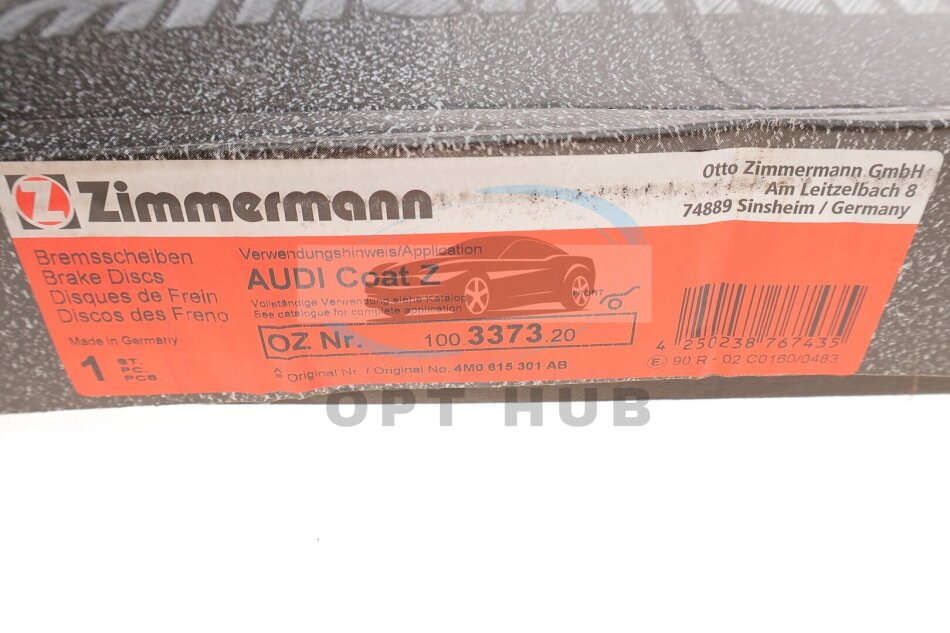 Zimmermann
Otto Zimmermann GmbH
Am Leitzelbach 8
74889 Sinsheim / Germany
Bremsscheiben
Brake Discs
Disques de Frein
Discos des Freno
Made in Germany
1 ST.
PC.
PCS.
Verwendungshinweis/Application
AUDI Coat Z
Vollständige Verwendung siehe Katalog
See catalogue for complete application
FRONT
OZ Nr. 100 3373.20
Original Nr. / Original No. 4M0 615 301 AB
4 250238 767435
E1 90 R - 02 C0160/0483
OPT HUB